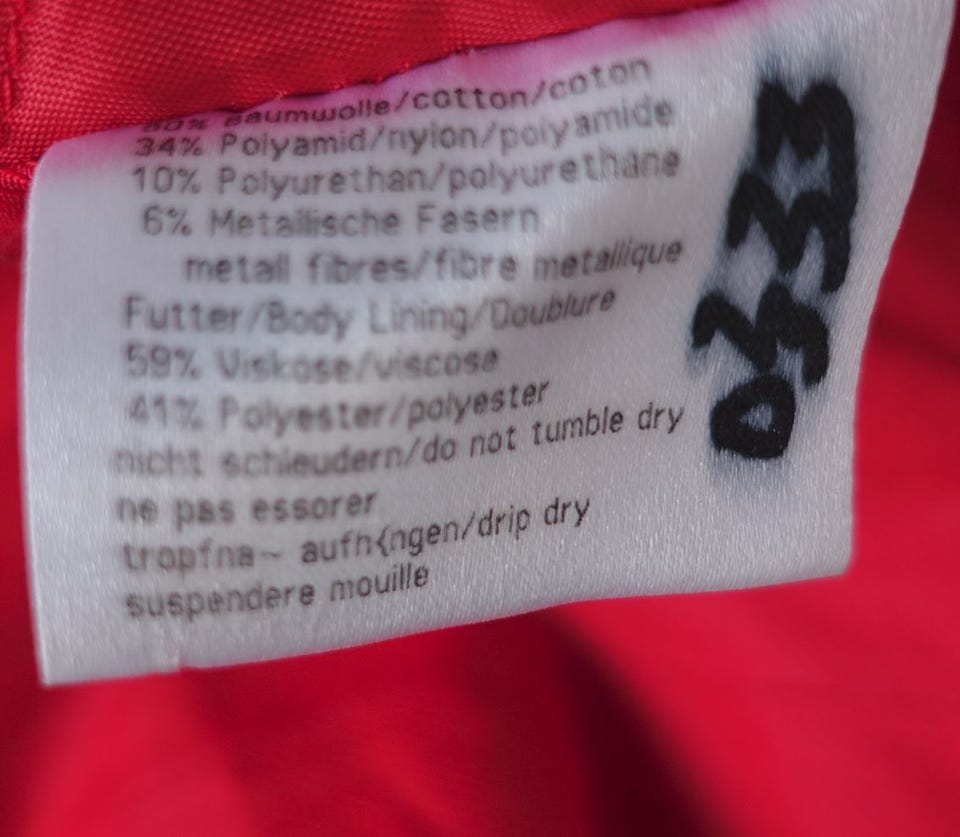 50% Baumwolle/cotton/coton
34% Polyamid/nylon/polyamide
10% Polyurethan/polyurethane
6% Metallische Fasern
metall fibres/fibre metallique
Futter/Body Lining/Doublure
59% Viskose/viscose
41% Polyester/polyester
nicht schleudern/do not tumble dry
ne pas essorer
tropfna~ aufh{ngen/drip dry
suspendere mouille
0333